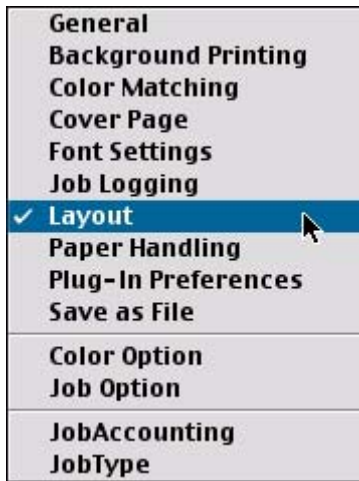 General
Background Printing
Color Matching
Cover Page
Font Settings
Job Logging
Layout
Paper Handling
Plug-In Preferences
Save as File
Color Option
Job Option
JobAccounting
JobType